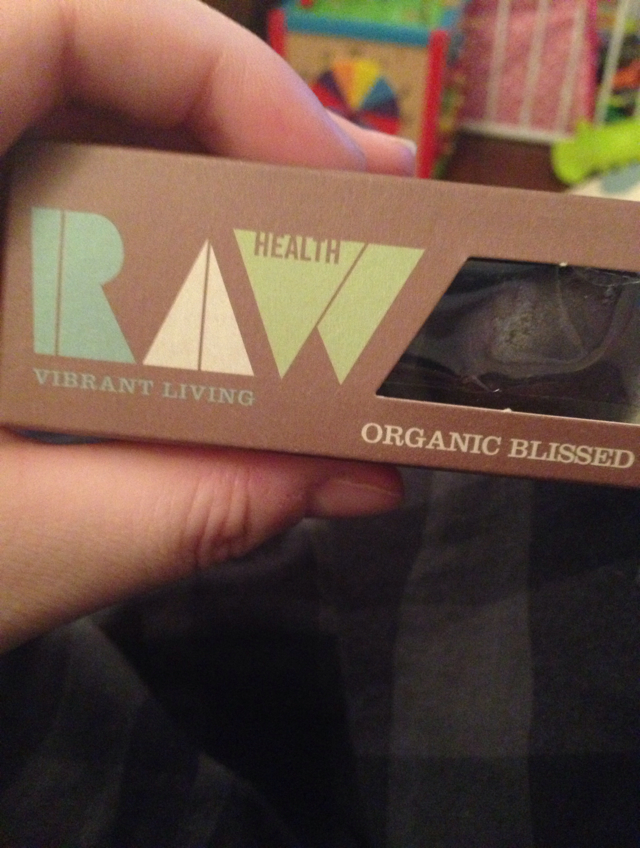 RAW
HEALTH
VIBRANT LIVING
ORGANIC BLISSED